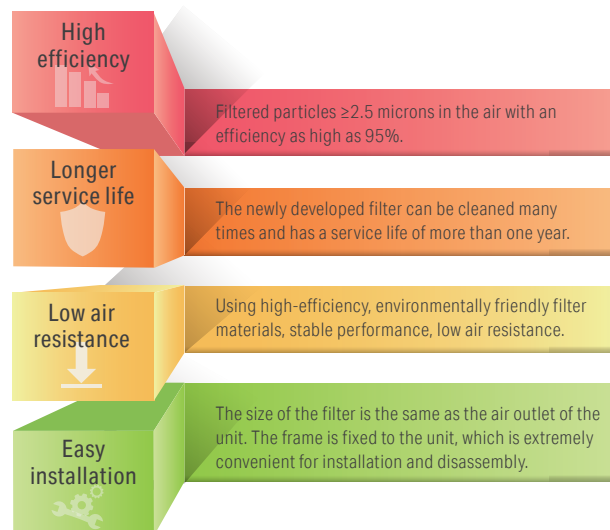 High
efficiency
Filtered particles ≥2.5 microns in the air with an
efficiency as high as 95%.
Longer
service life
The newly developed filter can be cleaned many
times and has a service life of more than one year.
Low air
resistance
Using high-efficiency, environmentally friendly filter
materials, stable performance, low air resistance.
Easy
installation
The size of the filter is the same as the air outlet of the
unit. The frame is fixed to the unit, which is extremely
convenient for installation and disassembly.